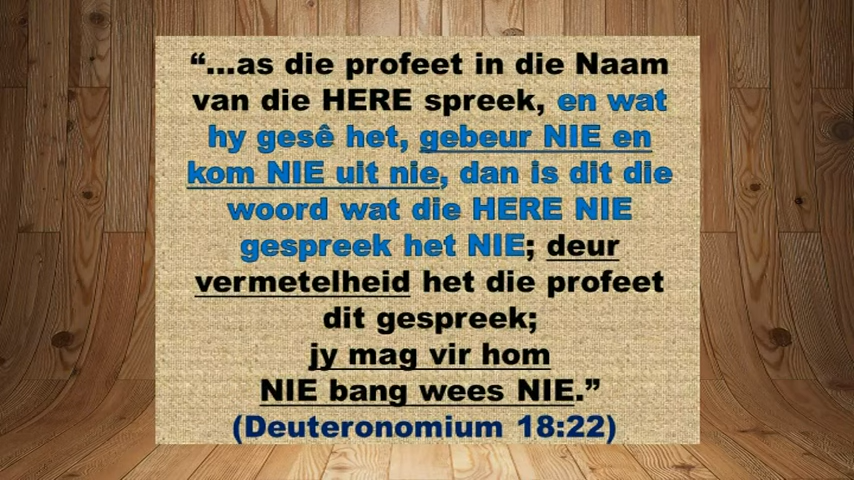 “...as die profeet in die Naam
van die HERE spreek, en wat
hy gesê het, gebeur NIE en
kom NIE uit nie, dan is dit die
woord wat die HERE NIE
gespreek het NIE; deur
vermetelheid het die profeet
dit gespreek;
jy mag vir hom
NIE bang wees NIE.”
(Deuteronomium 18:22)